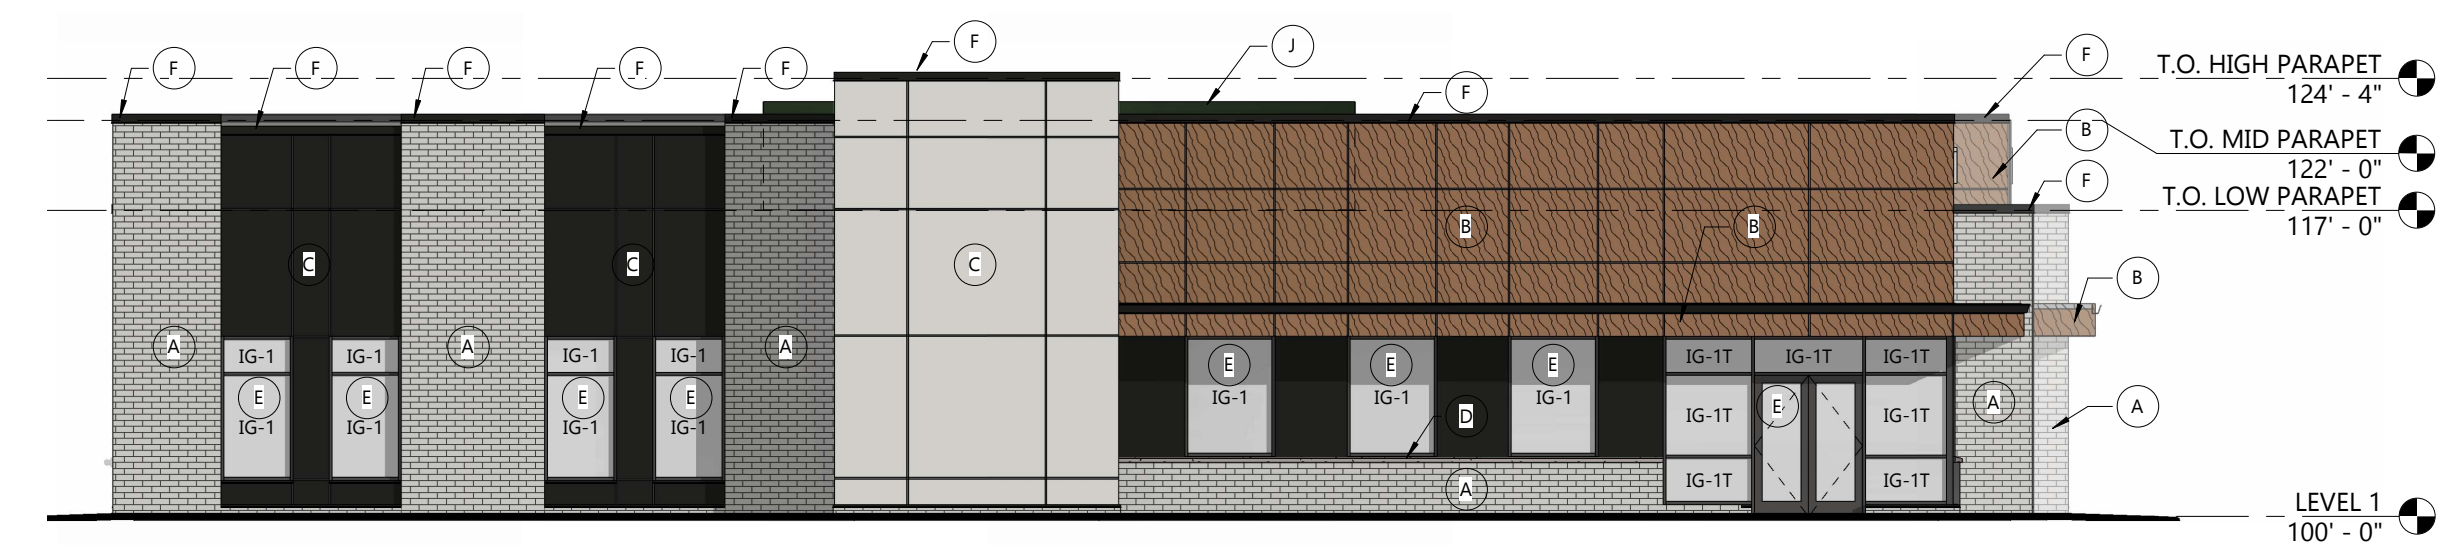 F F F F F F J F F
T.O. HIGH PARAPET
124' - 4"
B
T.O. MID PARAPET
122' - 0"
F
T.O. LOW PARAPET
117' - 0"
B B
C C C
B
A A A
IG-1 IG-1 IG-1 IG-1 IG-1T IG-1T IG-1T
E E E
E E E E
IG-1 IG-1 IG-1
E
A A
IG-1 IG-1 IG-1 IG-1
D
IG-1T IG-1T
IG-1T IG-1T
A
LEVEL 1
100' - 0"